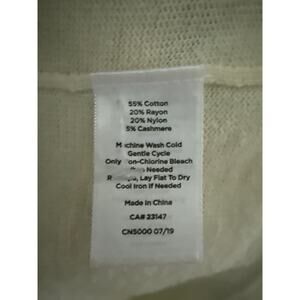 55% Cotton
20% Rayon
20% Nylon
5% Cashmere
Machine Wash Cold
Gentle Cycle
Only Non-Chlorine Bleach
Needed
Lay Flat To Dry
Cool Iron if Needed
Made in China
CA# 23147
CN5000 07/19